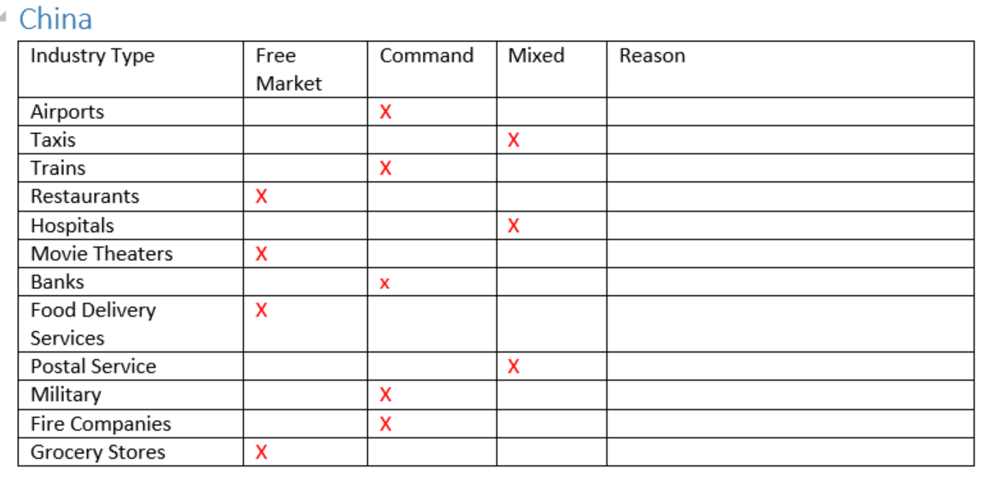 China
Industry Type Free Command Mixed Reason
Market
Airports X
Taxis X
Trains X
Restaurants X
Hospitals X
Movie Theaters X
Banks x
Food Delivery X
Services
Postal Service X
Military X
Fire Companies X
Grocery Stores X